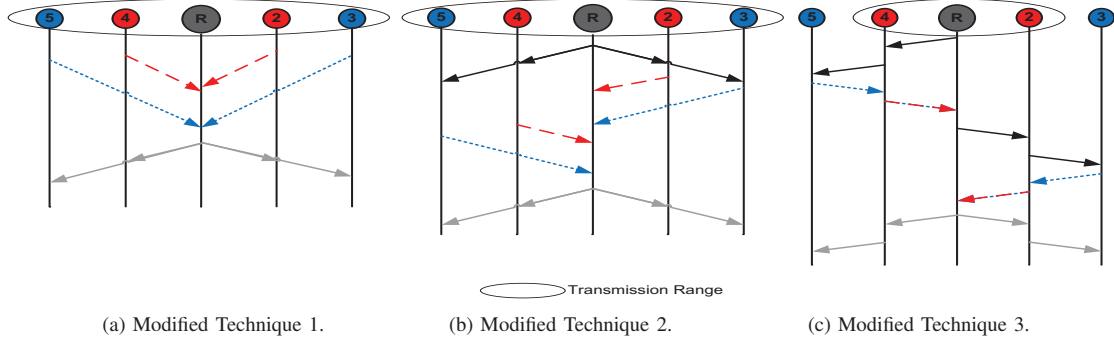 5 4 R 2 3
5 4 R 2 3
5 4 R 2 3
Transmission Range
(a) Modified Technique 1.
(b) Modified Technique 2.
(c) Modified Technique 3.